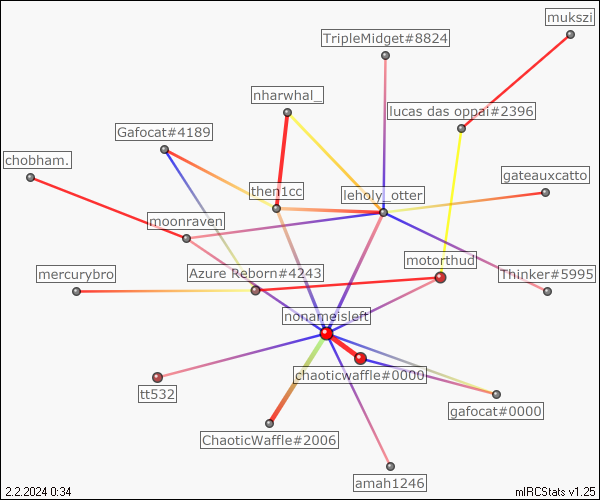 mukszi
TripleMidget#8824
nharwhal_
lucas das oppai#2396
Gafocat#4189
chobham.
gateauxcatto
then1cc
leholy_otter
moonraven
motorthud
mercurybro
Azure Reborn#4243
Thinker#5995
nonameisleft
chaoticwaffle#0000
tt532
gafocat#0000
ChaoticWaffle#2006
amah1246
2.2.2024 0:34
mIRCStats v1.25